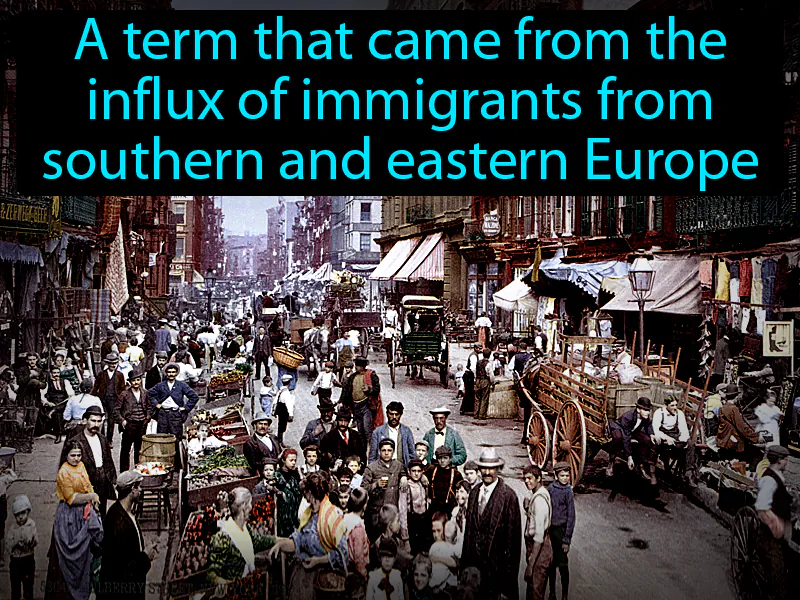 A term that came from the
influx of immigrants from
southern and eastern Europe